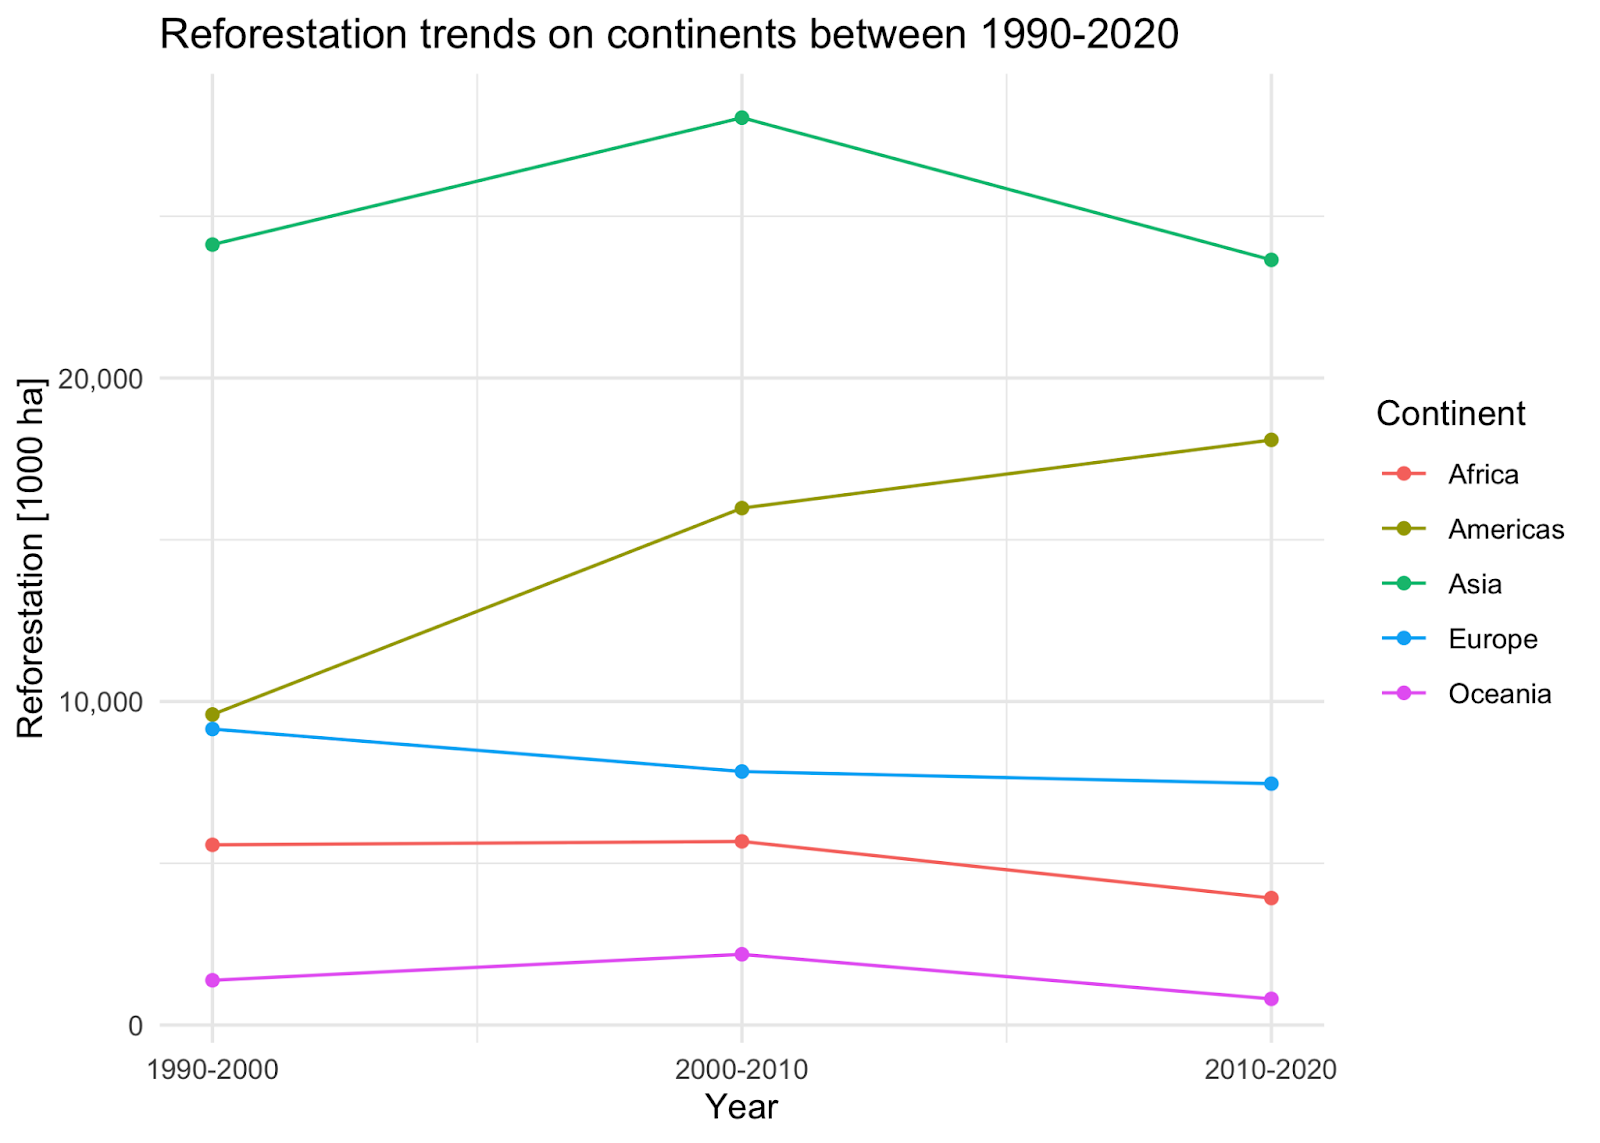 Reforestation trends on continents between 1990-2020
Reforestation [1000 ha]
20,000
10,000
0
1990-2000
2000-2010
2010-2020
Year
Continent
Africa
Americas
Asia
Europe
Oceania